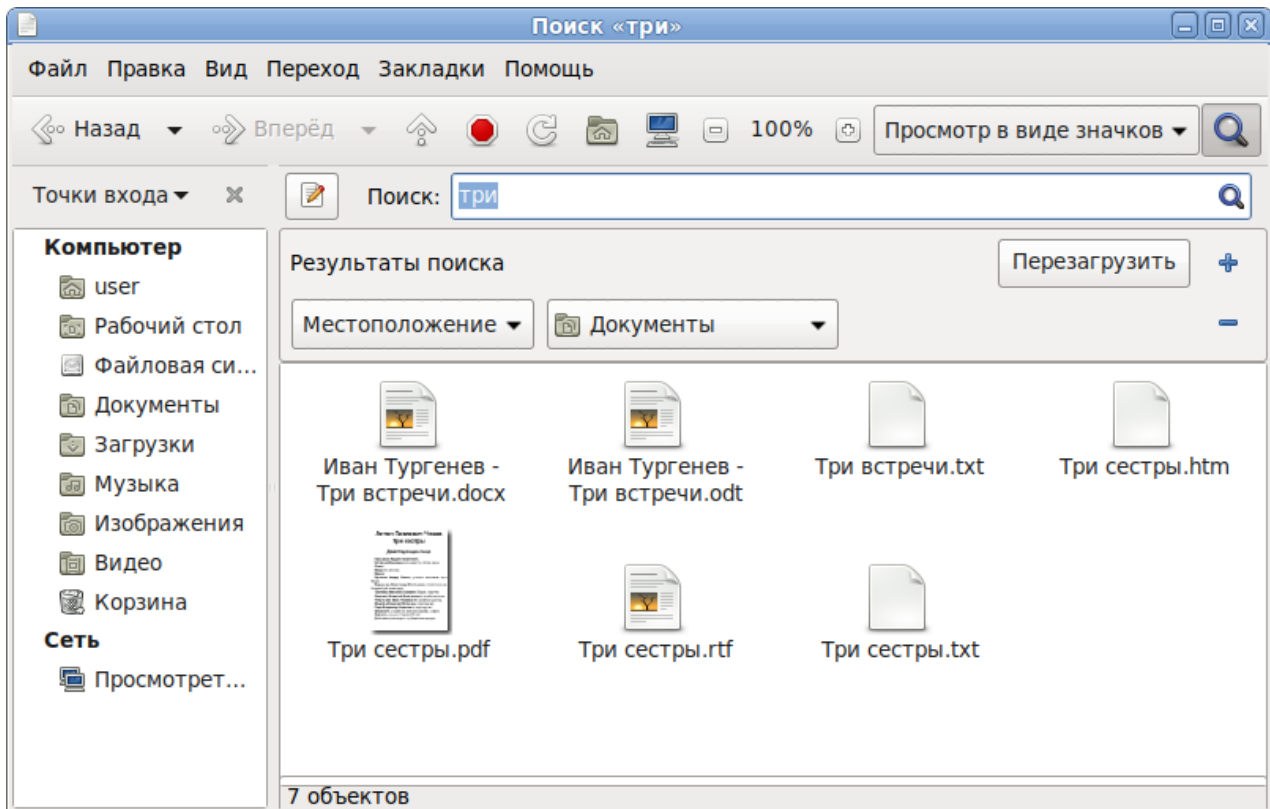 Поиск «три»
Файл Правка Вид Переход Закладки Помощь
Назад Вперёд 100% Просмотр в виде значков
Точки входа Поиск: три
Компьютер
user
Рабочий стол
Файловая си...
Документы
Загрузки
Музыка
Изображения
Видео
Корзина
Сеть
Просмотрет...
Результаты поиска Перезагрузить
Местоположение Документы
Иван Тургенев -
Три встречи.docx
Иван Тургенев -
Три встречи.odt
Три встречи.txt
Три сестры.htm
Три сестры.pdf
Три сестры.rtf
Три сестры.txt
7 объектов